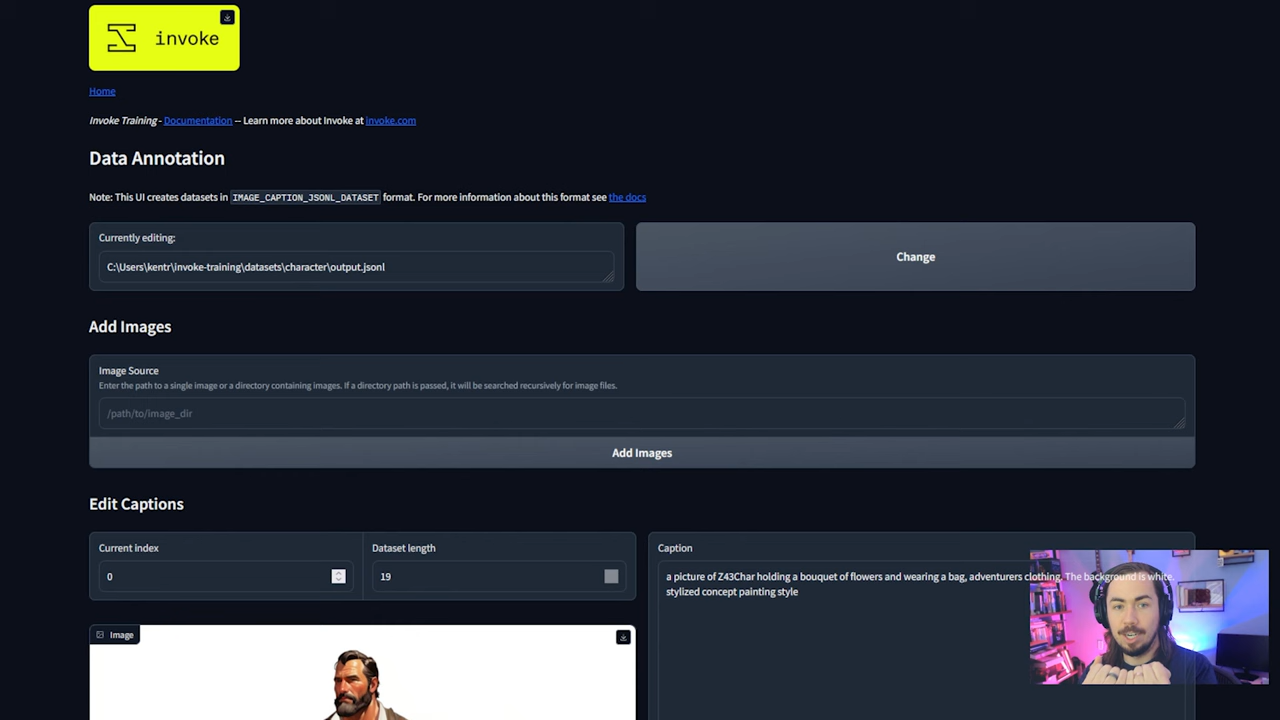 invoke
Home
Invoke Training - Documentation -- Learn more about Invoke at invoke.com
Data Annotation
Note: This UI creates datasets in IMAGE_CAPTION_JSONL_DATASET format. For more information about this format see the docs
Currently editing:
C:\Users\kentr\invoke-training\datasets\character\output.jsonl
Change
Add Images
Image Source
Enter the path to a single image or a directory containing images. If a directory path is passed, it will be searched recursively for image files.
/path/to/image_dir
Add Images
Edit Captions
Current index
0
Dataset length
19
Caption
a picture of Z43Char holding a bouquet of flowers and wearing a bag, adventurers clothing. The background is white.
stylized concept painting style
Image